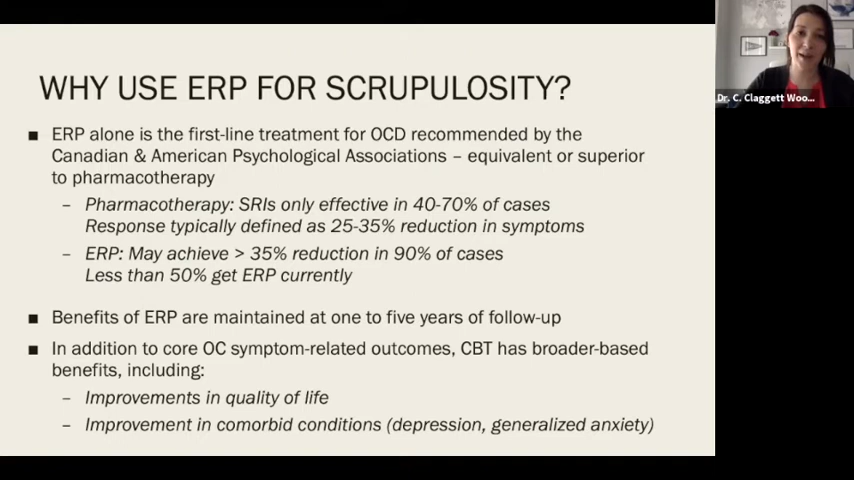 WHY USE ERP FOR SCRUPULOSITY?
■ ERP alone is the first-line treatment for OCD recommended by the
Canadian & American Psychological Associations – equivalent or superior
to pharmacotherapy
– Pharmacotherapy: SRIs only effective in 40-70% of cases
Response typically defined as 25-35% reduction in symptoms
– ERP: May achieve > 35% reduction in 90% of cases
Less than 50% get ERP currently
■ Benefits of ERP are maintained at one to five years of follow-up
■ In addition to core OC symptom-related outcomes, CBT has broader-based
benefits, including:
– Improvements in quality of life
– Improvement in comorbid conditions (depression, generalized anxiety)
Dr. C. Claggett Woo...